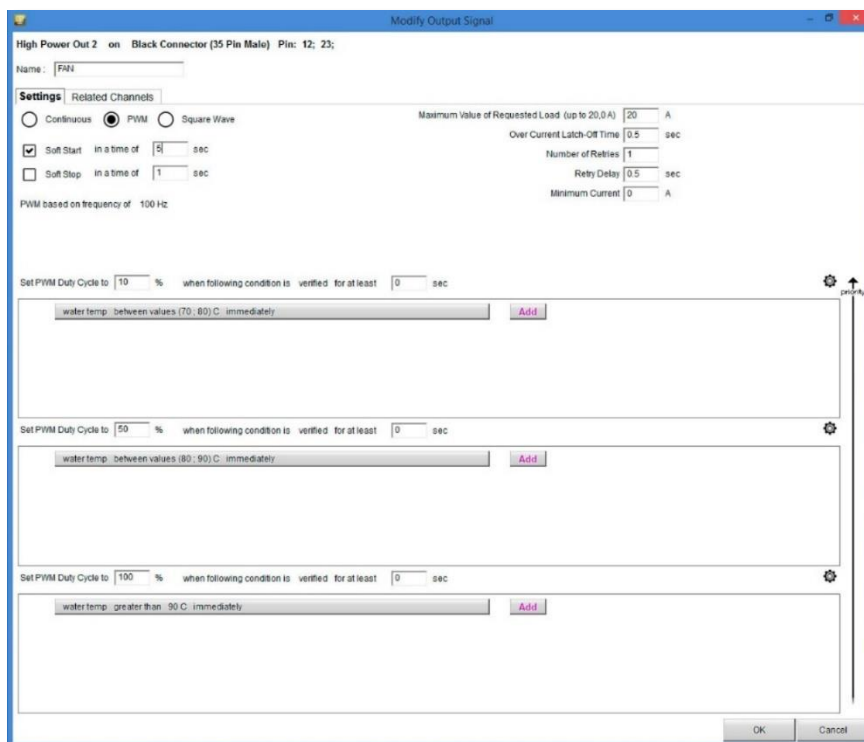 Modify Output Signal
High Power Out 2 on Black Connector (35 Pin Male) Pin: 12; 23;
Name : FAN
Settings Related Channels
Continuous PWM Square Wave
Maximum Value of Requested Load (up to 20,0 A) 20 A
Over Current Latch-Off Time 0.5 sec
Soft Start in a time of 5 sec
Number of Retries 1
Soft Stop in a time of 1 sec
Retry Delay 0.5 sec
Minimum Current 0 A
PWM based on frequency of 100 Hz
Set PWM Duty Cycle to 10 % when following condition is verified for at least 0 sec
priority
water temp between values (70 ; 80) C immediately Add
Set PWM Duty Cycle to 50 % when following condition is verified for at least 0 sec
water temp between values (80 ; 90) C immediately Add
Set PWM Duty Cycle to 100 % when following condition is verified for at least 0 sec
water temp greater than 90 C immediately Add
OK Cancel